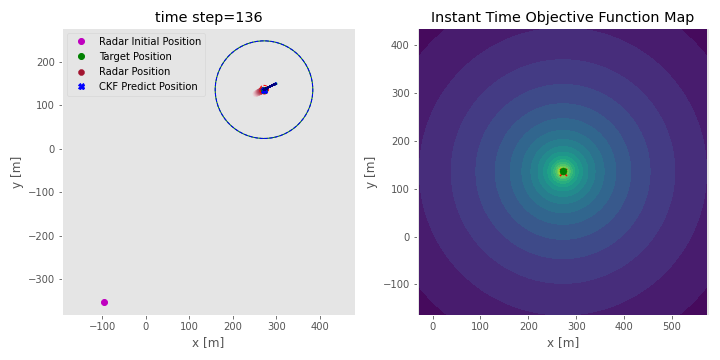 time step=136
Radar Initial Position
Target Position
Radar Position
CKF Predict Position
y [m]
200
100
0
−100
−200
−300
−100
0
100
200
300
400
x [m]
Instant Time Objective Function Map
y [m]
400
300
200
100
0
−100
0
100
200
300
400
500
x [m]